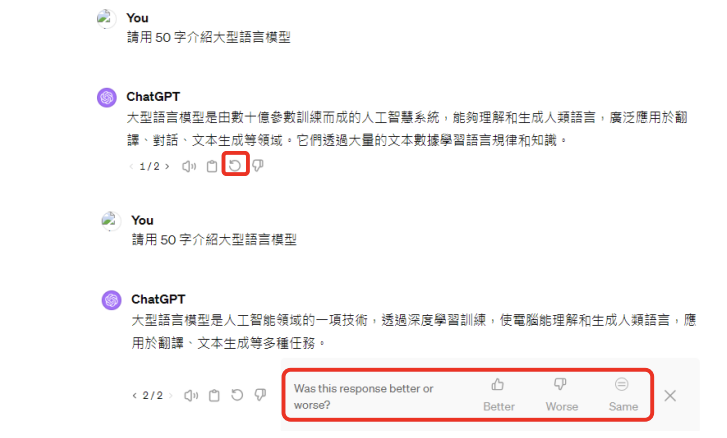 You
請用 50 字介紹大型語言模型
ChatGPT
大型語言模型是由數十億參數訓練而成的人工智慧系統，能夠理解和生成人類語言，廣泛應用於翻
譯、對話、文本生成等領域。它們透過大量的文本數據學習語言規律和知識。
< 1/2 >
You
請用 50 字介紹大型語言模型
ChatGPT
大型語言模型是人工智能領域的一項技術，透過深度學習訓練，使電腦能理解和生成人類語言，應
用於翻譯、文本生成等多種任務。
< 2/2 >
Was this response better or
worse?
Better Worse Same